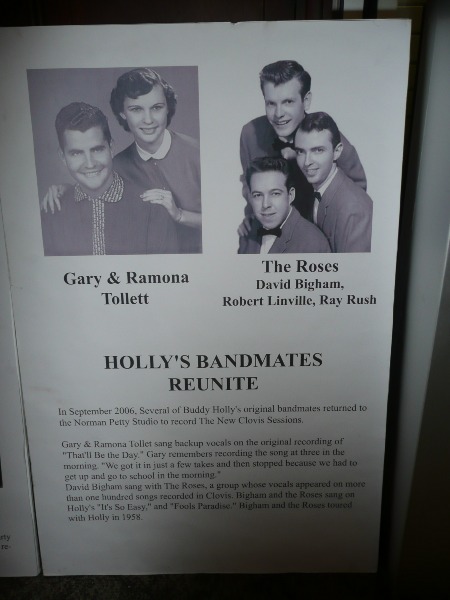 Gary & Ramona
Tollett
The Roses
David Bigham,
Robert Linville, Ray Rush
HOLLY'S BANDMATES
REUNITE
In September 2006, Several of Buddy Holly's original bandmates returned to
the Norman Petty Studio to record The New Clovis Sessions.
Gary & Ramona Tollet sang backup vocals on the original recording of
"That'll Be the Day." Gary remembers recording the song at three in the
morning. "We got it in just a few takes and then stopped because we had to
get up and go to school in the morning."
David Bigham sang with The Roses, a group whose vocals appeared on more
than one hundred songs recorded in Clovis. Bigham and the Roses sang on
Holly's "It's So Easy," and "Fools Paradise." Bigham and the Roses toured
with Holly in 1958.